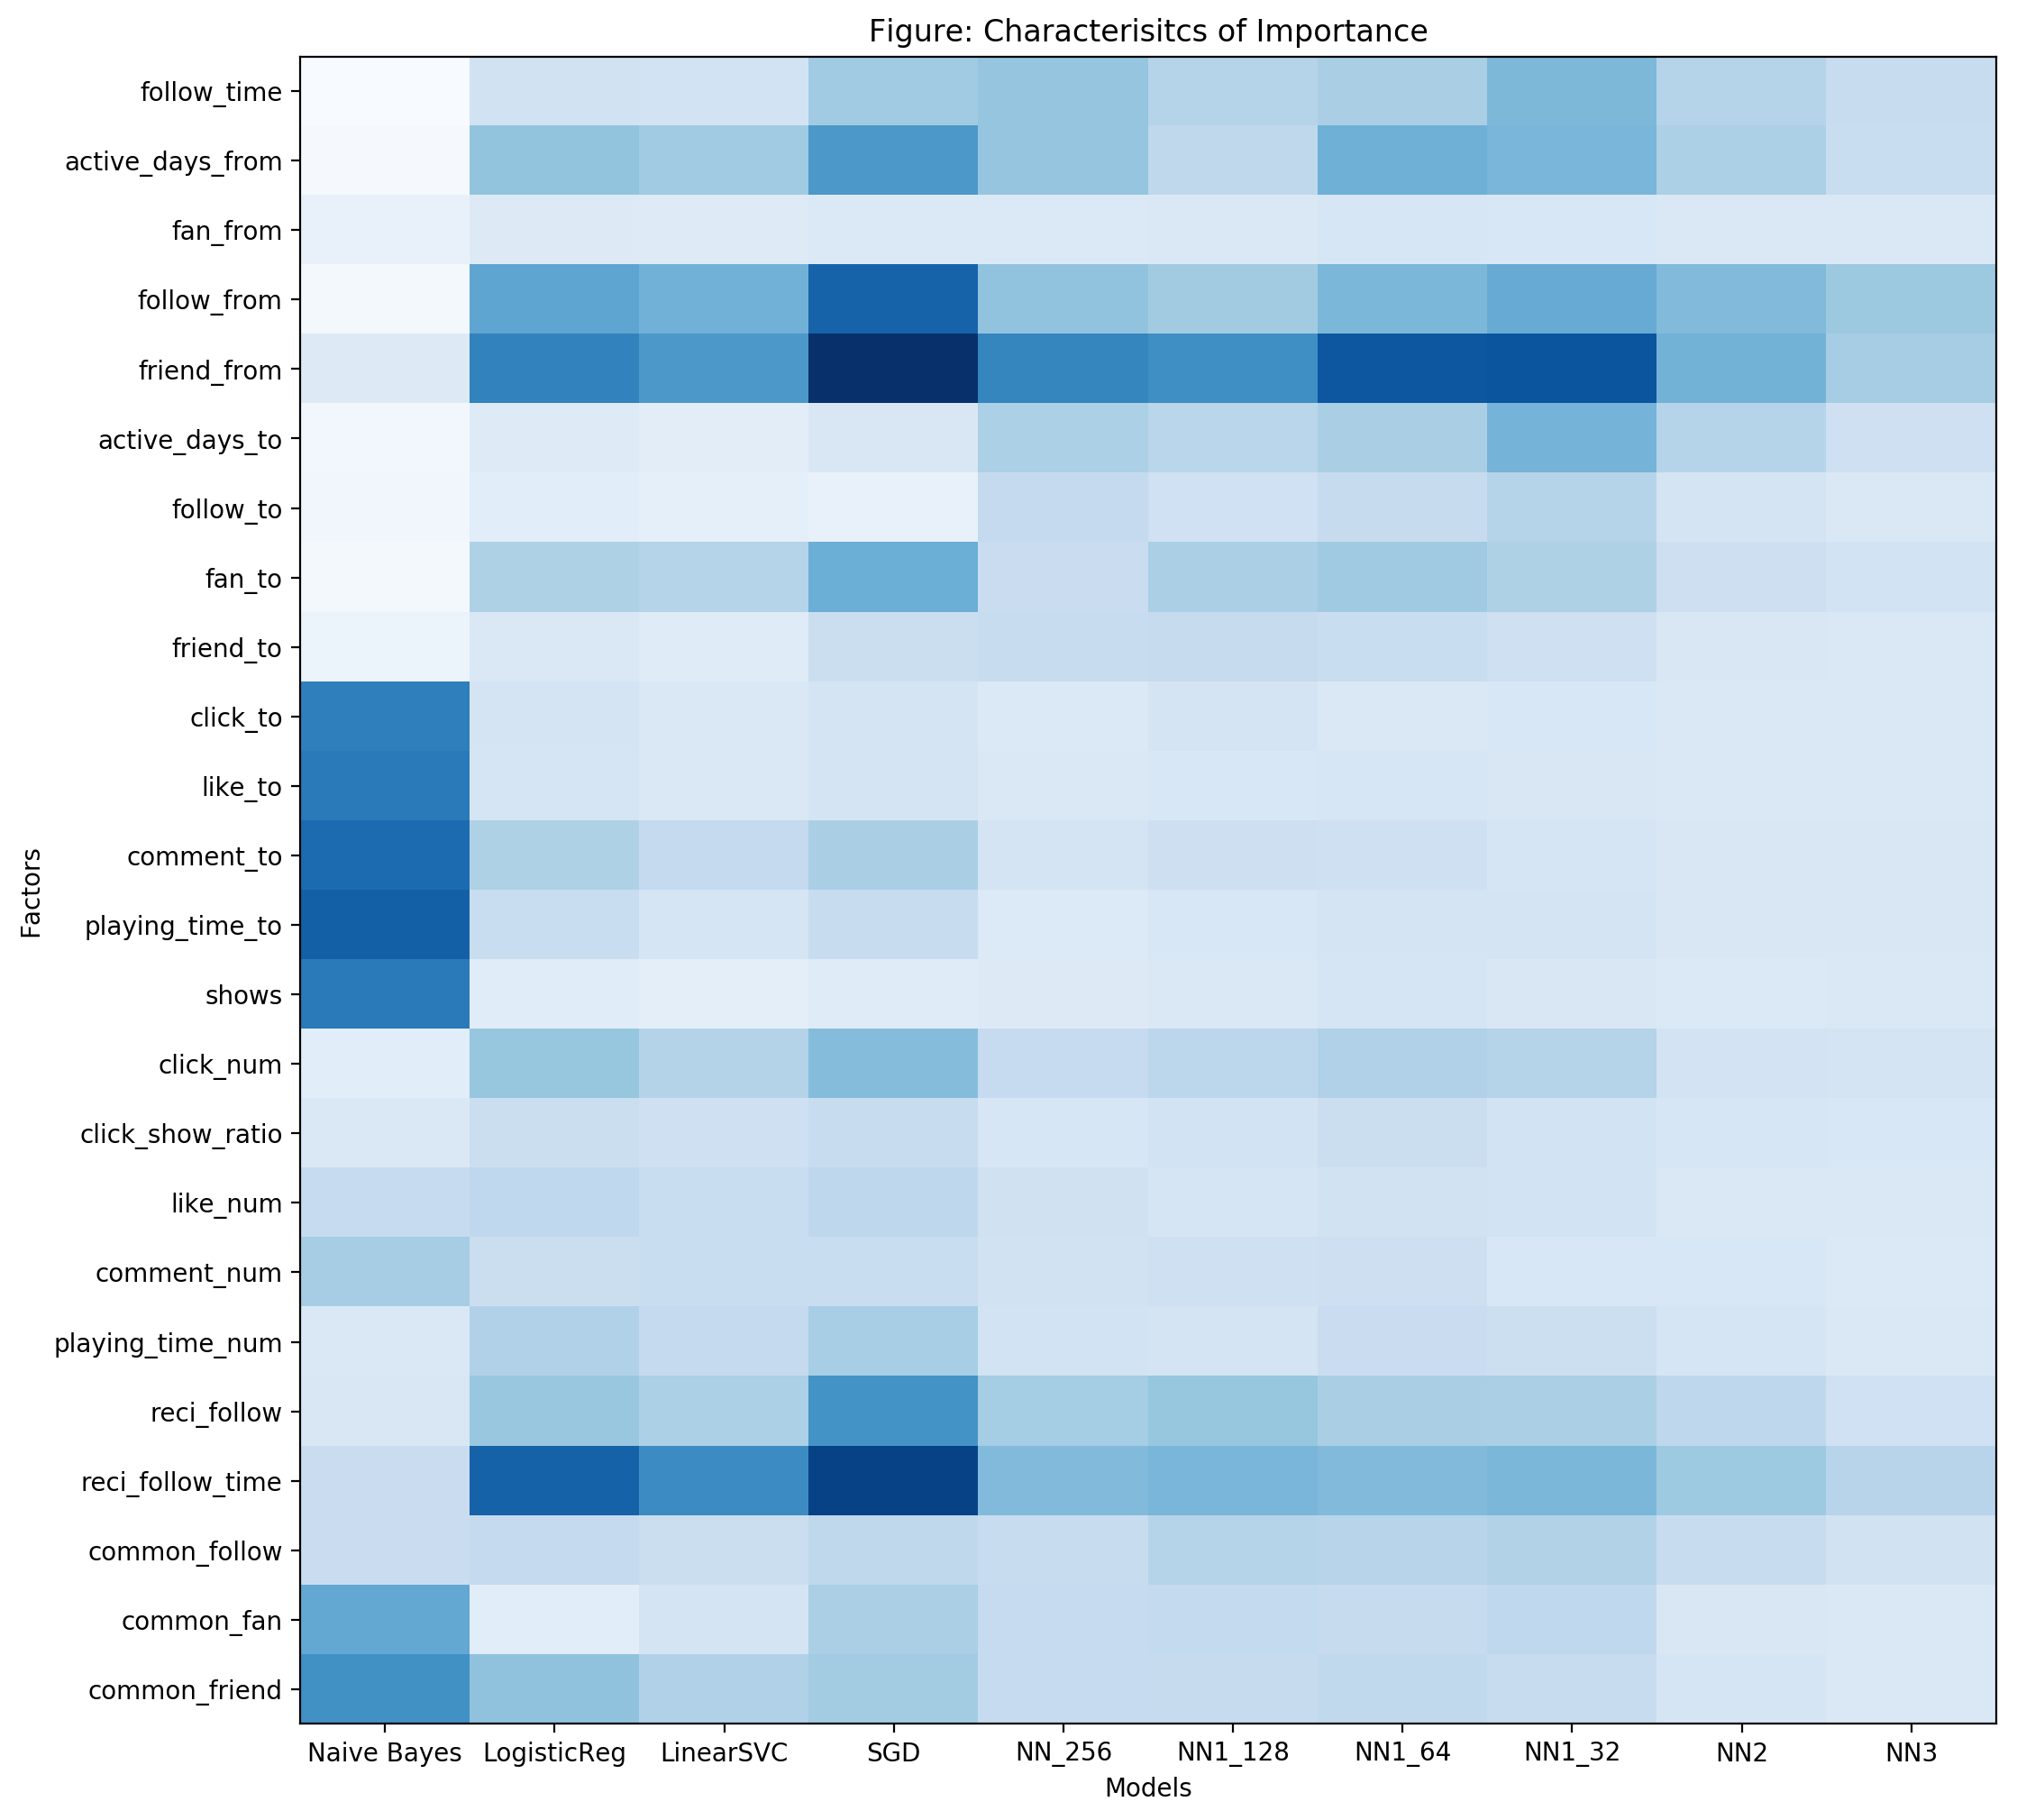 Figure: Characterisitcs of Importance
follow_time
active_days_from
fan_from
follow_from
friend_from
active_days_to
follow_to
fan_to
friend_to
click_to
like_to
comment_to
playing_time_to
shows
click_num
click_show_ratio
like_num
comment_num
playing_time_num
reci_follow
reci_follow_time
common_follow
common_fan
common_friend
Factors
Naive Bayes LogisticReg LinearSVC SGD NN_256 NN1_128 NN1_64 NN1_32 NN2 NN3
Models